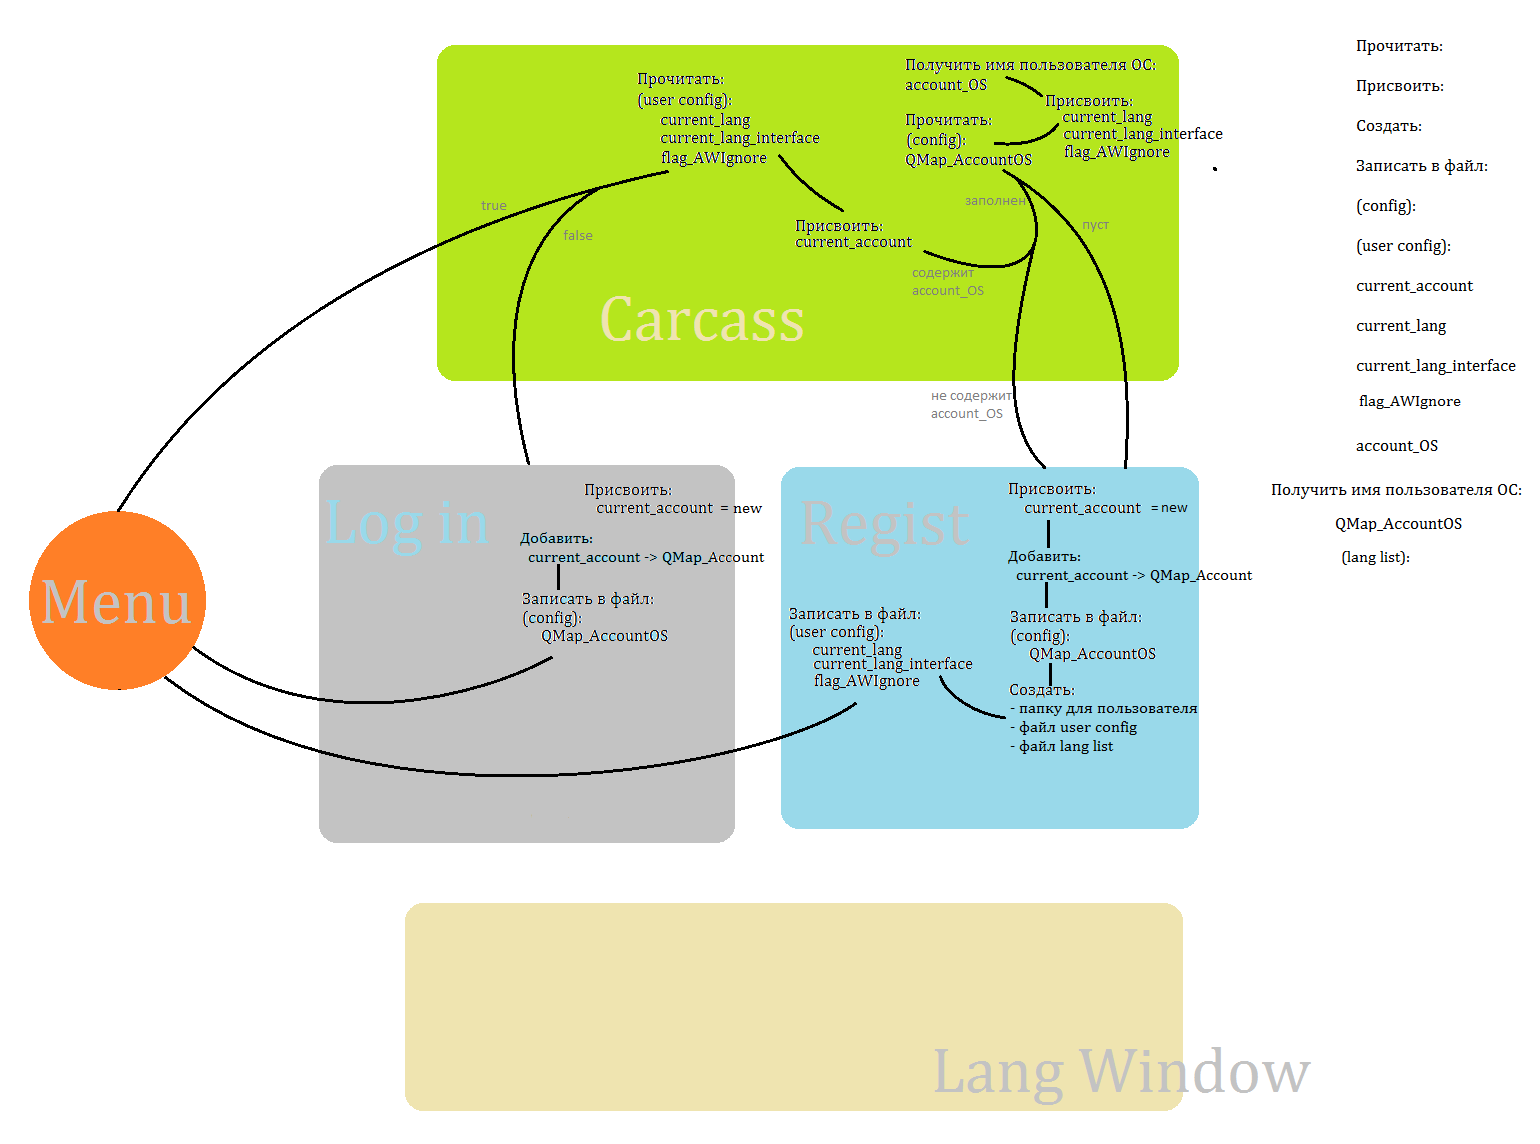 Прочитать:
(user config):
current_lang
current_lang_interface
flag_AWIgnore
Получить имя пользователя ОС:
account_OS
Присвоить:
current_lang
current_lang_interface
flag_AWIgnore
Прочитать:
(config):
QMap_AccountOS
true
false
заполнен
пуст
Присвоить:
current_account
содержит
account_OS
Carcass
не содержит
account_OS
Log in
Присвоить:
current_account = new
Добавить:
current_account -> QMap_Account
Записать в файл:
(config):
QMap_AccountOS
Menu
Regist
Присвоить:
current_account = new
Добавить:
current_account -> QMap_Account
Записать в файл:
(config):
QMap_AccountOS
Создать:
- папку для пользователя
- файл user config
- файл lang list
Записать в файл:
(user config):
current_lang
current_lang_interface
flag_AWIgnore
Lang Window
Прочитать:
Присвоить:
Создать:
Записать в файл:
(config):
(user config):
current_account
current_lang
current_lang_interface
flag_AWIgnore
account_OS
Получить имя пользователя ОС:
QMap_AccountOS
(lang list):